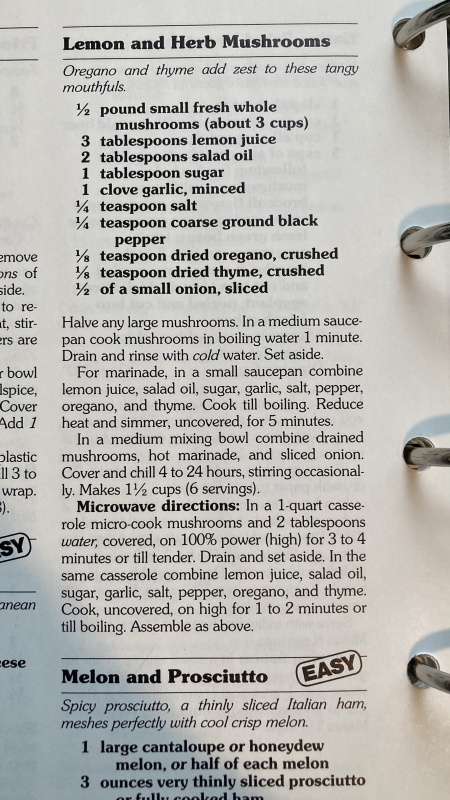 emove
ons of
side.
to re-
at, stir-
ers are
r bowl
lspice,
Cover
Add 1
plastic
ill 3 to
wrap.
SY
anean
eese
Lemon and Herb Mushrooms
Oregano and thyme add zest to these tangy
mouthfuls.
½ pound small fresh whole
mushrooms (about 3 cups)
3 tablespoons lemon juice
2 tablespoons salad oil
1 tablespoon sugar
1 clove garlic, minced
¼ teaspoon salt
¼ teaspoon coarse ground black
pepper
⅛ teaspoon dried oregano, crushed
⅛ teaspoon dried thyme, crushed
½ of a small onion, sliced
Halve any large mushrooms. In a medium sauce-
pan cook mushrooms in boiling water 1 minute.
Drain and rinse with cold water. Set aside.
For marinade, in a small saucepan combine
lemon juice, salad oil, sugar, garlic, salt, pepper,
oregano, and thyme. Cook till boiling. Reduce
heat and simmer, uncovered, for 5 minutes.
In a medium mixing bowl combine drained
mushrooms, hot marinade, and sliced onion.
Cover and chill 4 to 24 hours, stirring occasional-
ly. Makes 1½ cups (6 servings).
Microwave directions: In a 1-quart casse-
role micro-cook mushrooms and 2 tablespoons
water, covered, on 100% power (high) for 3 to 4
minutes or till tender. Drain and set aside. In the
same casserole combine lemon juice, salad oil,
sugar, garlic, salt, pepper, oregano, and thyme.
Cook, uncovered, on high for 1 to 2 minutes or
till boiling. Assemble as above.
Melon and Prosciutto EASY
Spicy prosciutto, a thinly sliced Italian ham,
meshes perfectly with cool crisp melon.
1 large cantaloupe or honeydew
melon, or half of each melon
3 ounces very thinly sliced prosciutto
or fully cooked ham